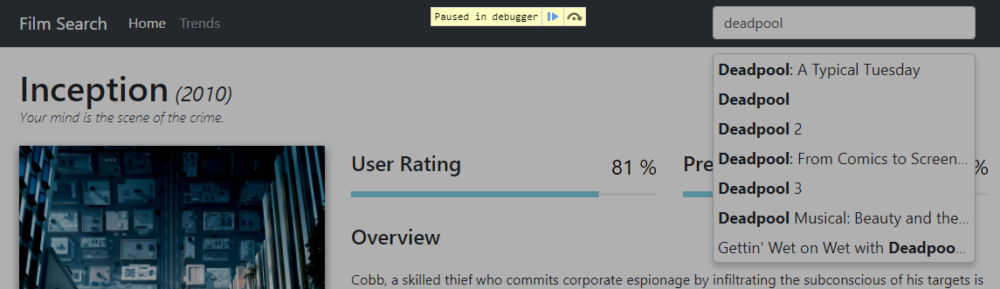 Film Search Home Trends Paused in debugger deadpool
Inception (2010)
Your mind is the scene of the crime.
Deadpool: A Typical Tuesday
Deadpool
Deadpool 2
Deadpool: From Comics to Screen...
Deadpool 3
Deadpool Musical: Beauty and the...
Gettin' Wet on Wet with Deadpoo...
User Rating 81 %
Pre %
Overview
Cobb, a skilled thief who commits corporate espionage by infiltrating the subconscious of his targets is